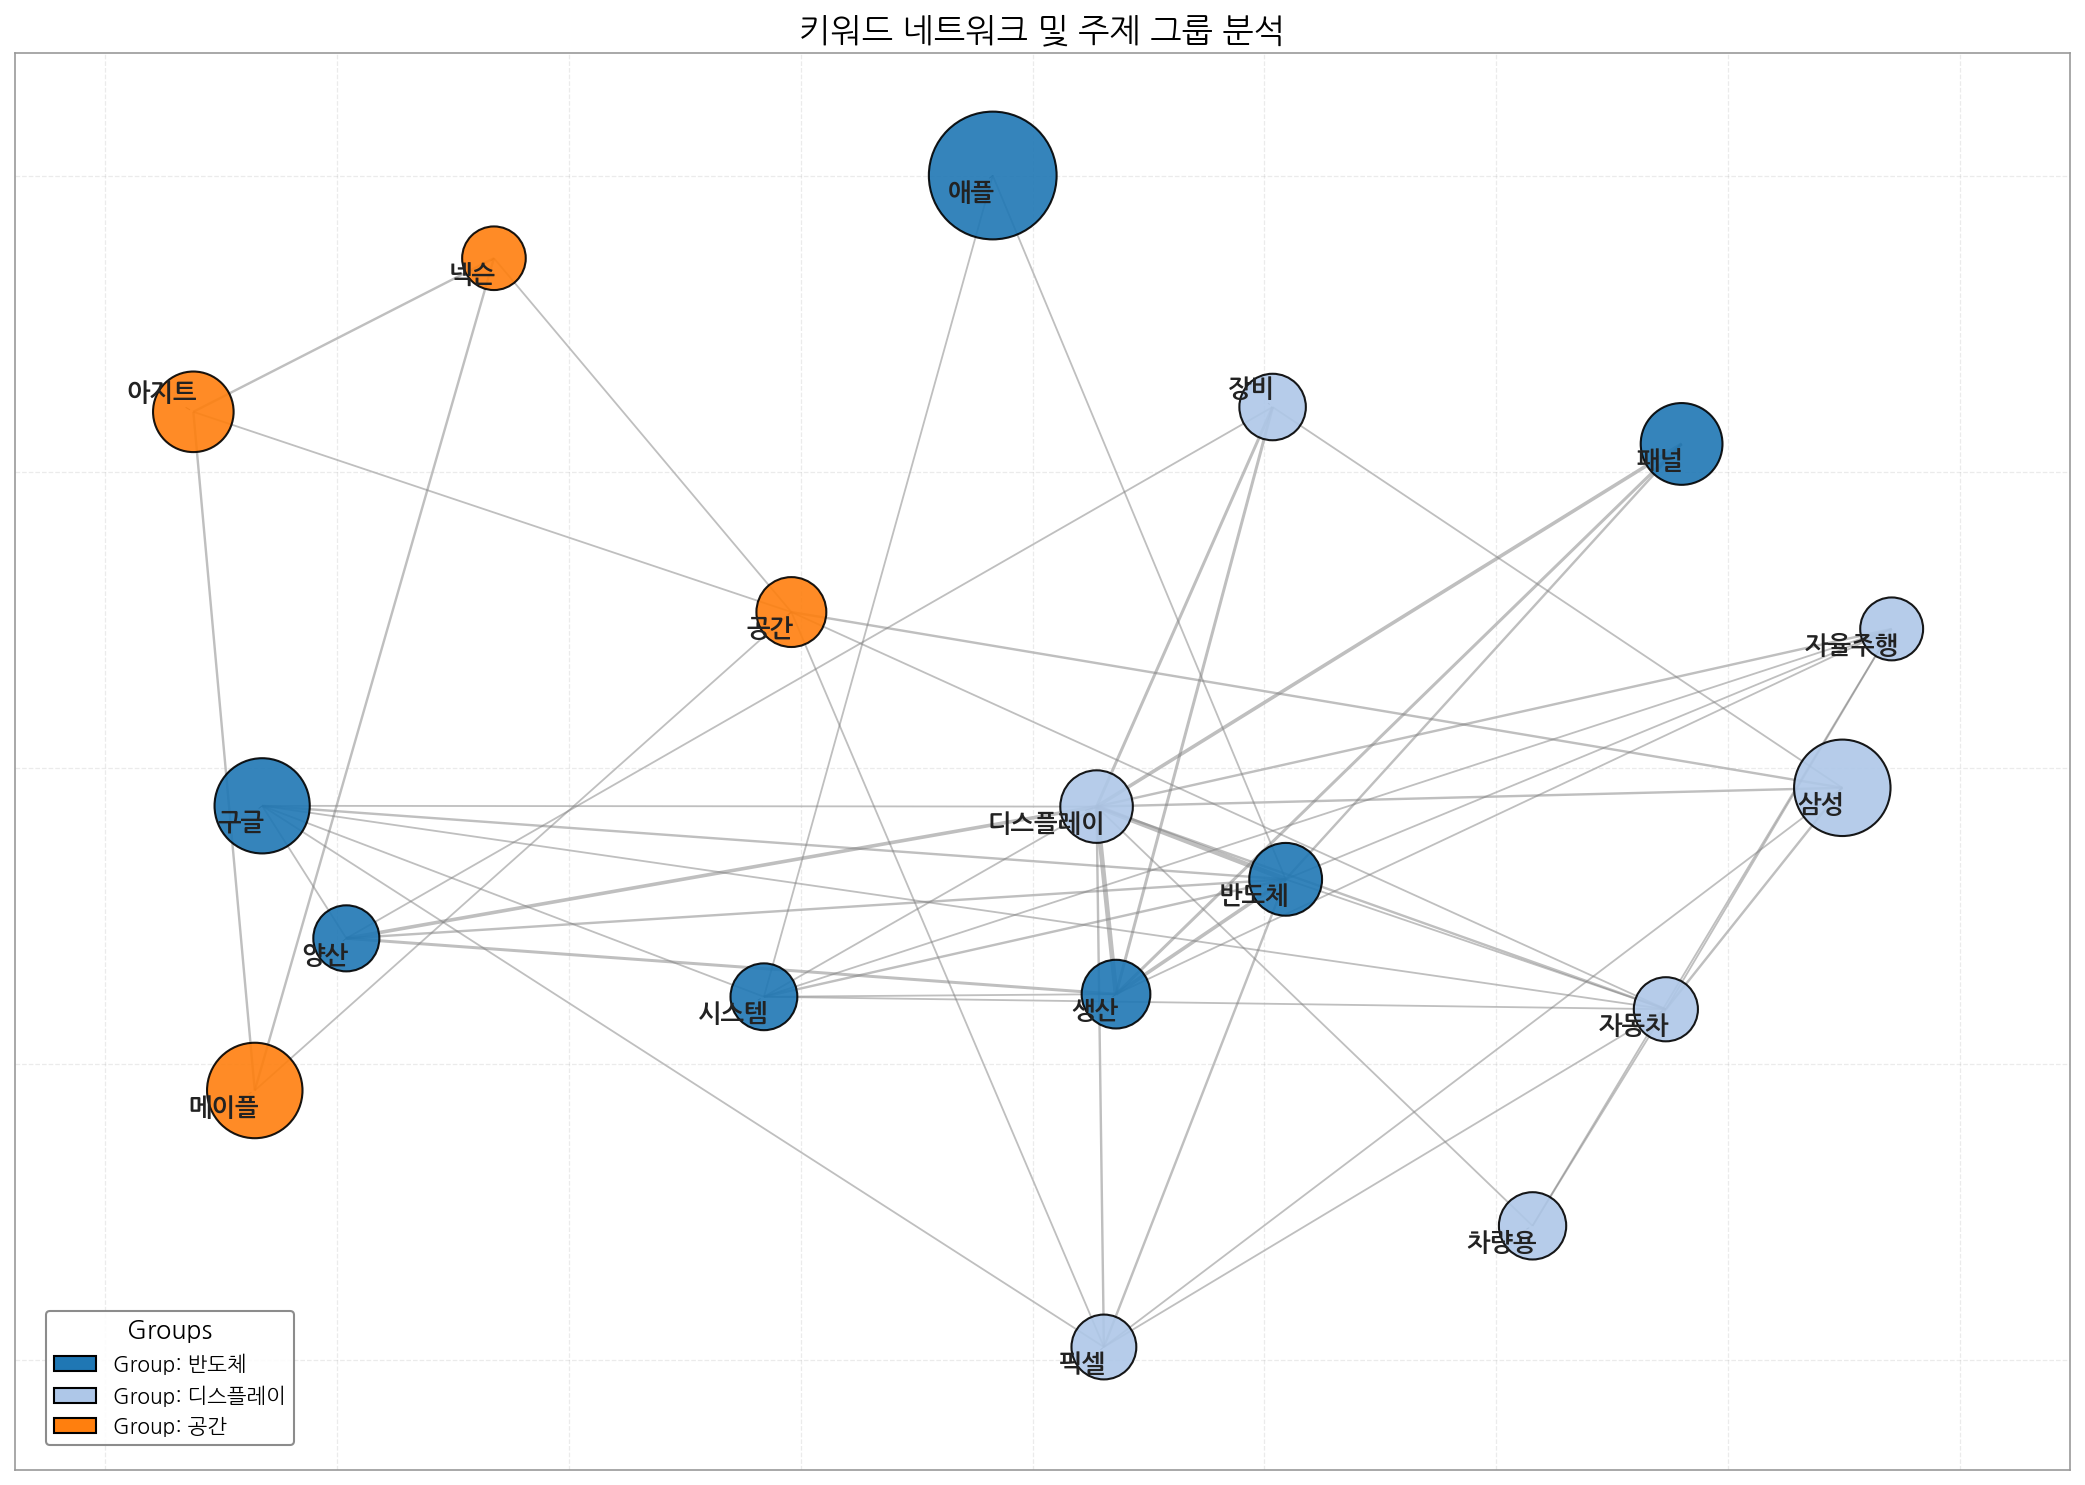 키워드 네트워크 및 주제 그룹 분석
애플
넥슨
아지트
장비
패널
공간
자율주행
삼성
구글
디스플레이
반도체
양산
시스템
생산
자동차
메이플
차량용
픽셀
Groups
Group: 반도체
Group: 디스플레이
Group: 공간